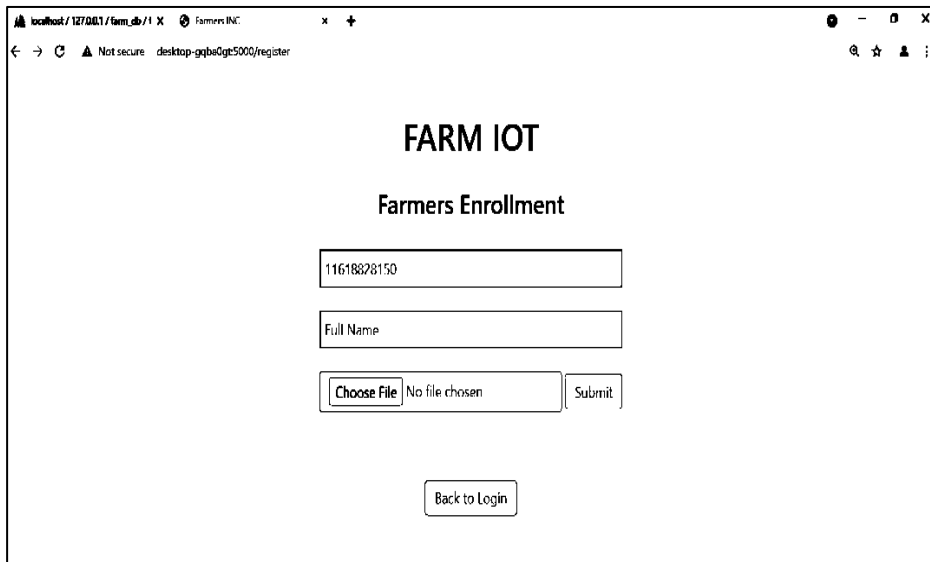 localhost / 127.0.0.1 / farm_db / f X Farmers INC x +
Not secure desktop-gqba0gt:5000/register
FARM IOT
Farmers Enrollment
11618828150
Full Name
Choose File No file chosen Submit
Back to Login